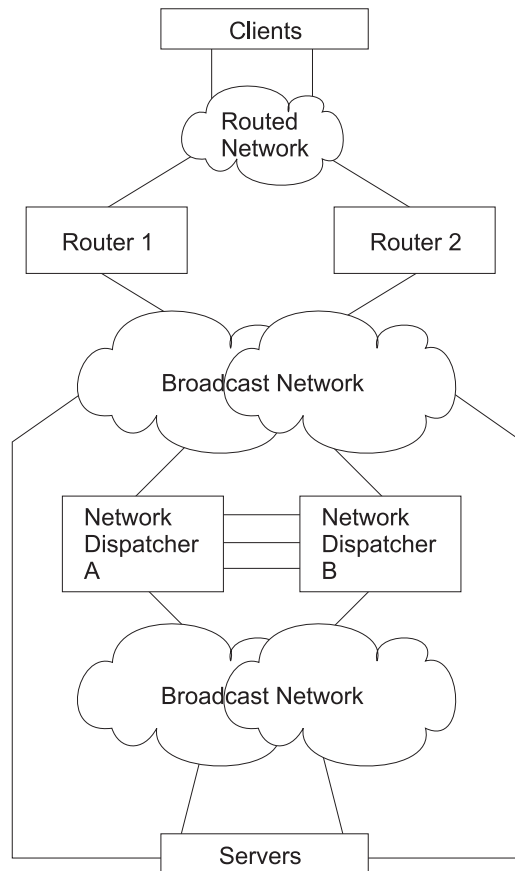 Clients
Routed
Network
Router 1
Router 2
Broadcast Network
Network
Dispatcher
A
Network
Dispatcher
B
Broadcast Network
Servers